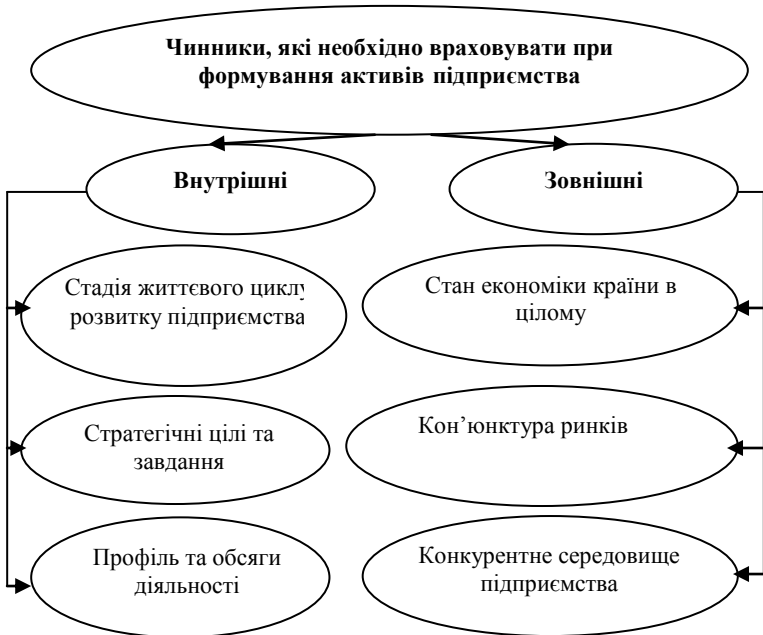 Чинники, які необхідно враховувати при
формування активів підприємства
Внутрішні
Зовнішні
Стадія життєвого циклу
розвитку підприємства
Стан економіки країни в
цілому
Стратегічні цілі та
завдання
Кон’юнктура ринків
Профіль та обсяги
діяльності
Конкурентне середовище
підприємства